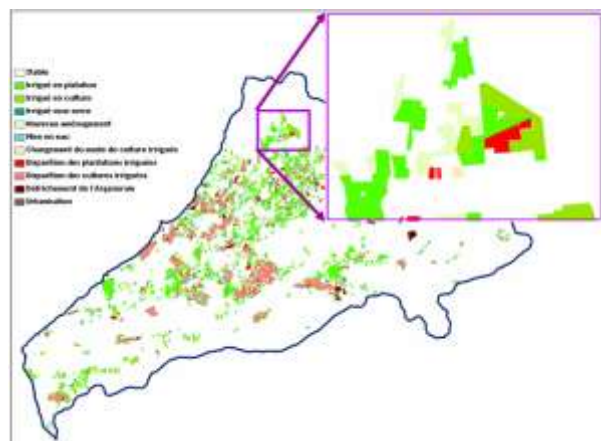 Stable
Irrigué en plantation
Irrigué en culture
Irrigué sous serre
Nouveau aménagement
Mise en eau
Changement du mode de culture irriguée
Disparition des plantations irriguées
Disparition des cultures irriguées
Défrichement de l'Arganeraie
Urbanisation